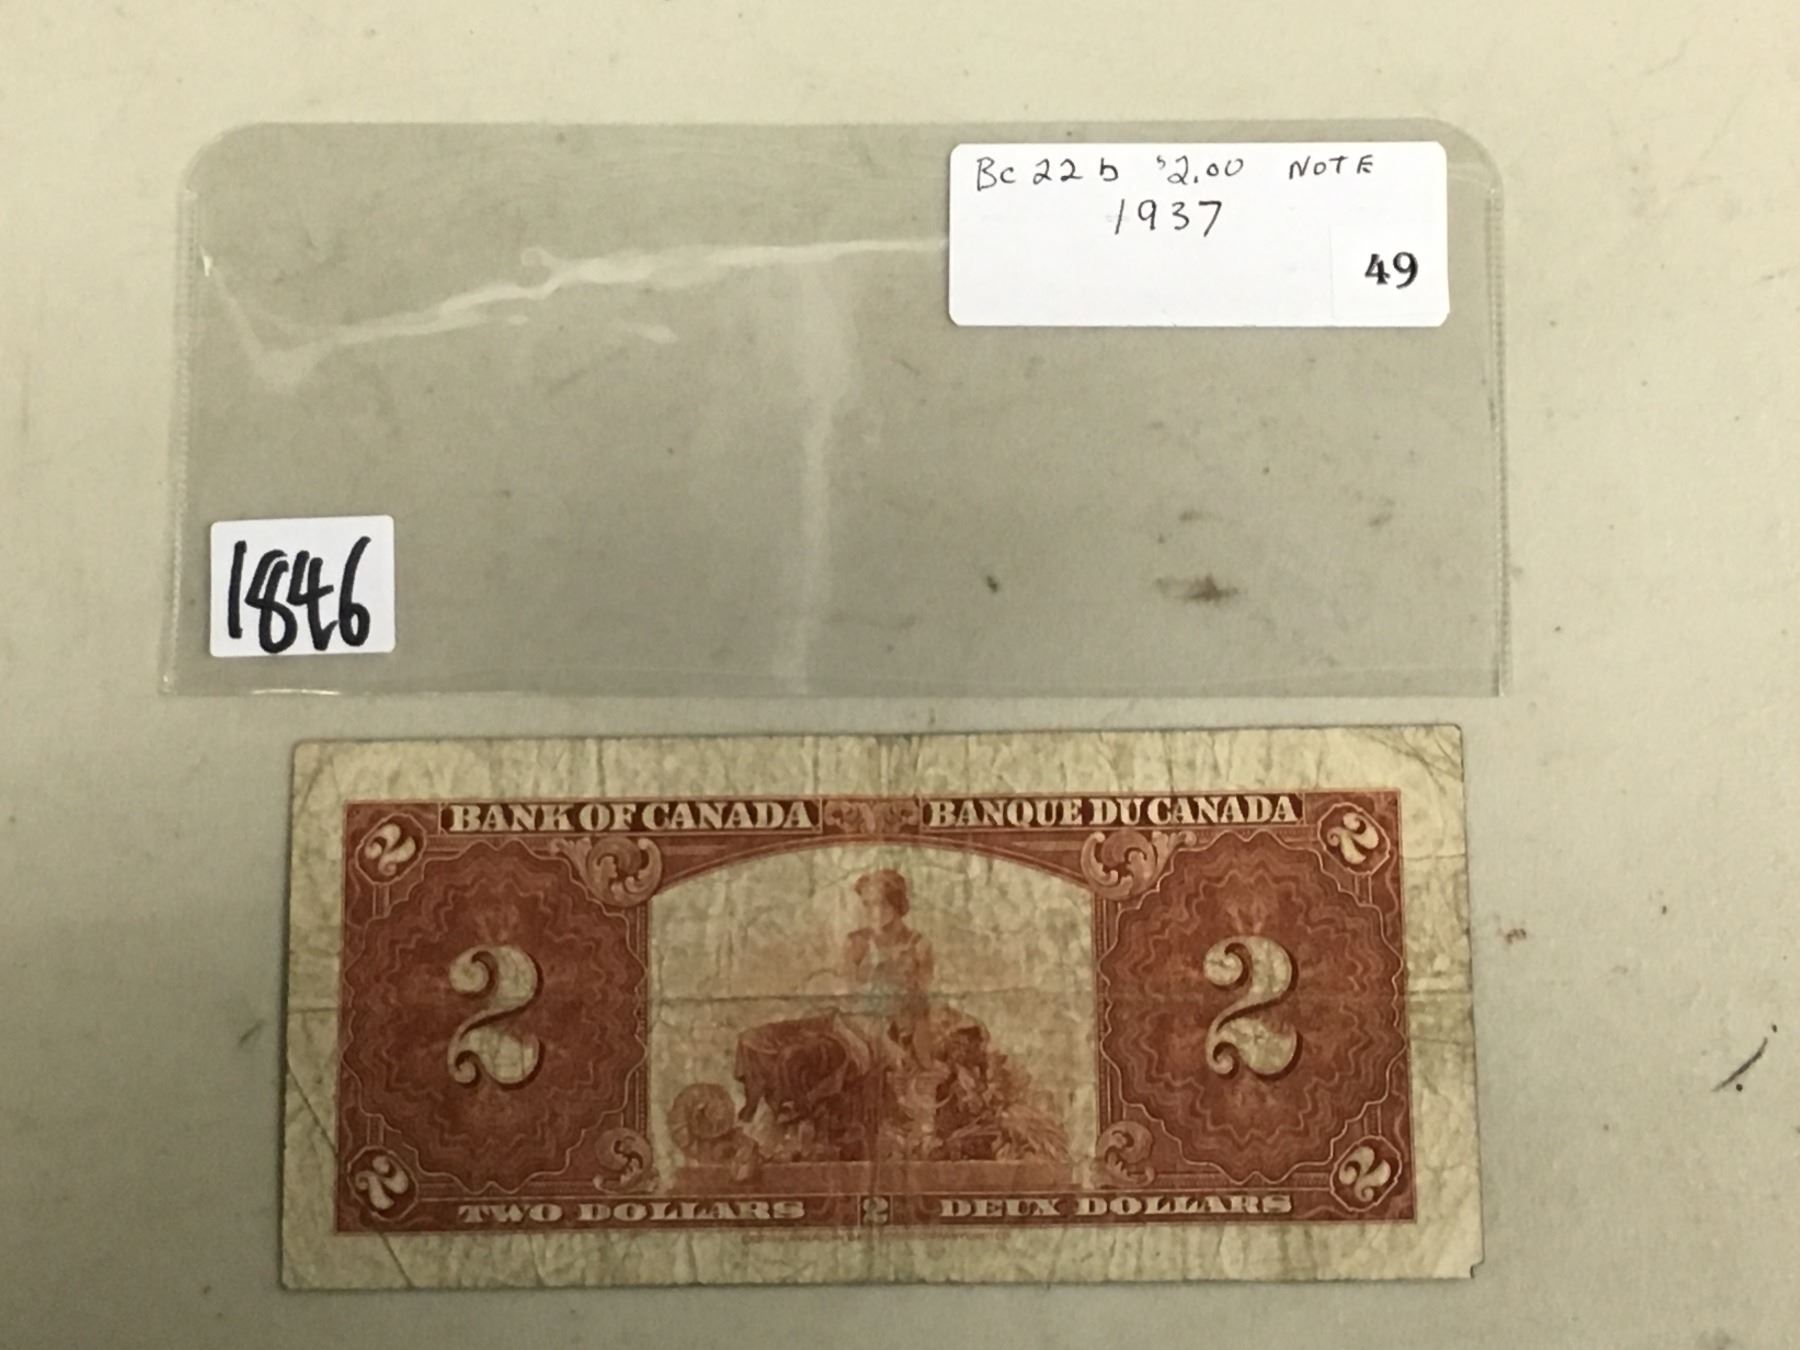 Bc 22 b $2.00 NOTE
1937
49
1846
BANK OF CANADA BANQUE DU CANADA
2 2
2 2
2 2
TWO DOLLARS 2 DEUX DOLLARS